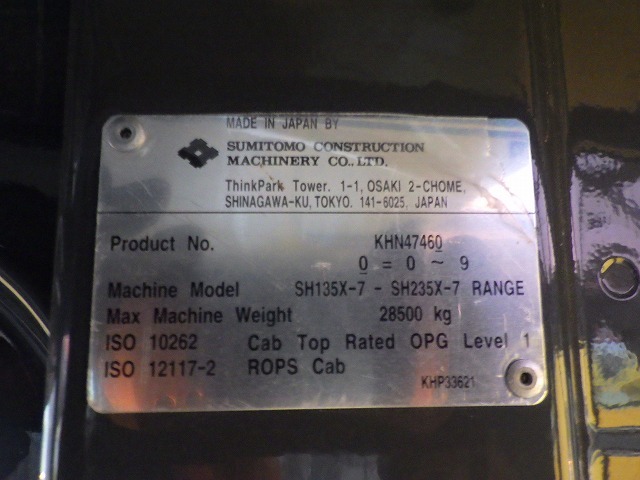 MADE IN JAPAN BY
SUMITOMO CONSTRUCTION
MACHINERY CO., LTD.
ThinkPark Tower. 1-1, OSAKI 2-CHOME,
SHINAGAWA-KU, TOKYO. 141-6025. JAPAN
Product No. KHN47460
0 = 0 ~ 9
Machine Model SH135X-7 - SH235X-7 RANGE
Max Machine Weight 28500 kg
ISO 10262 Cab Top Rated OPG Level 1
ISO 12117-2 ROPS Cab
KHP33621